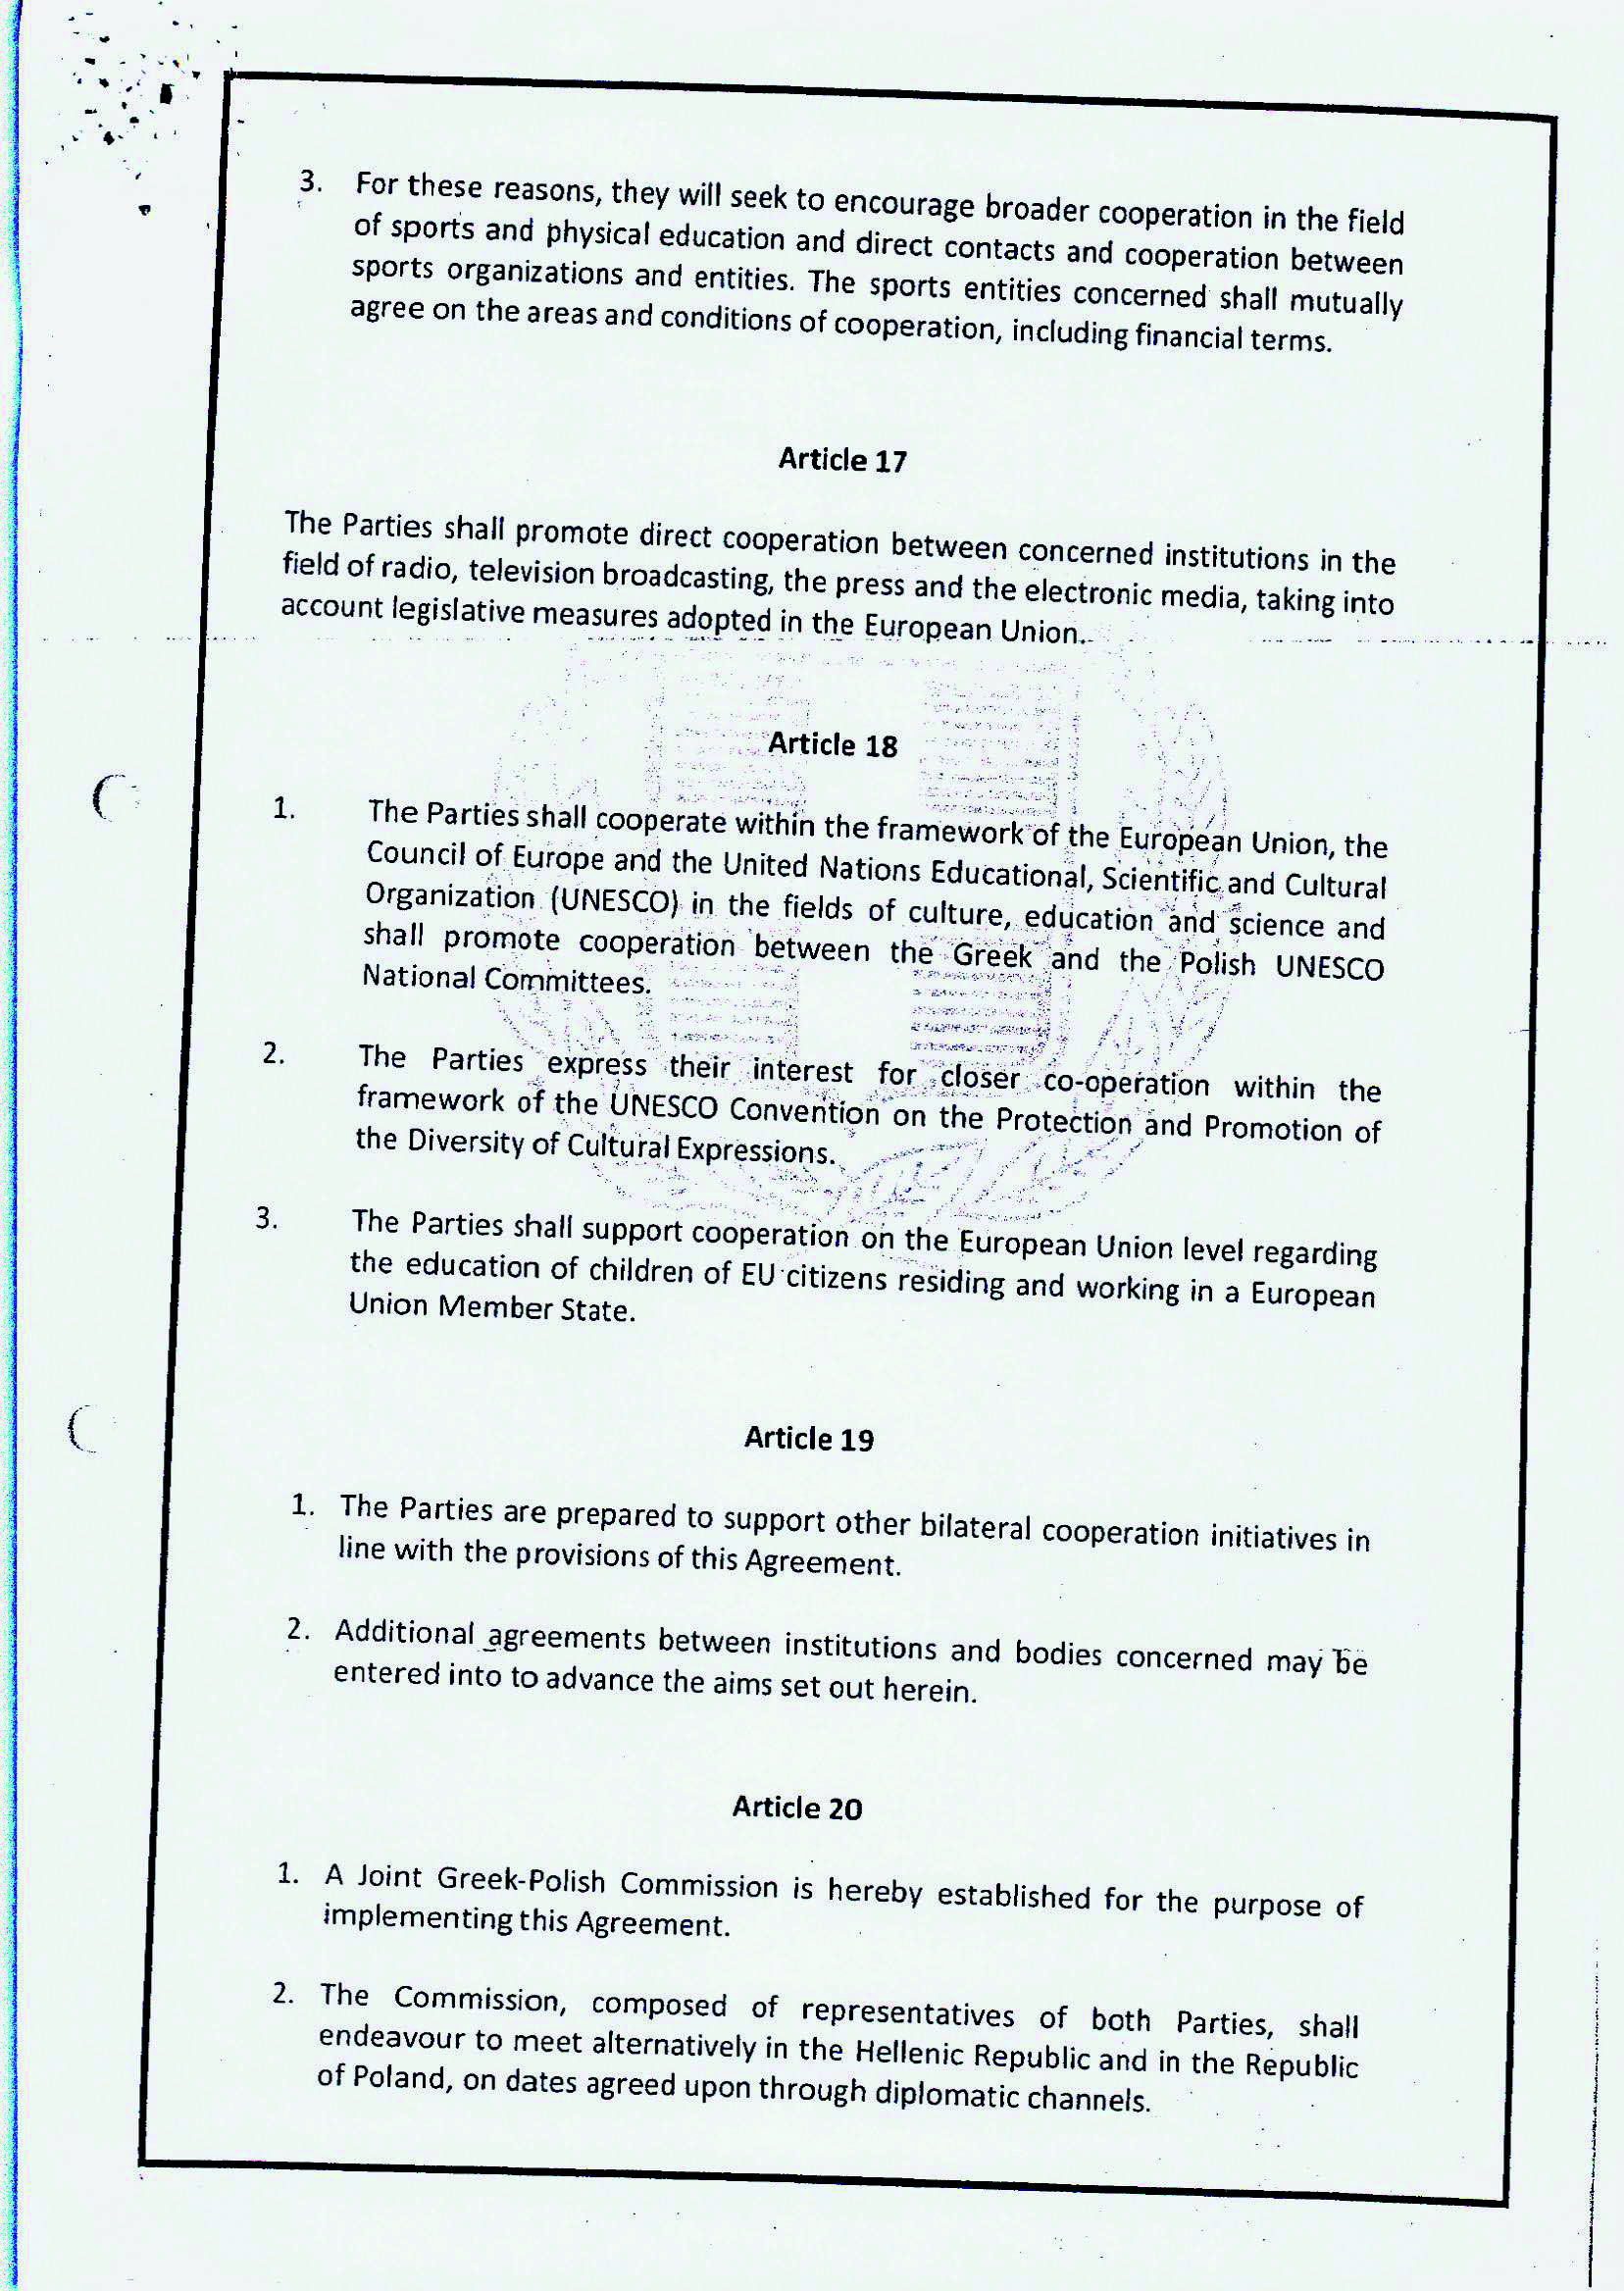 3. For these reasons, they will seek to encourage broader cooperation in the field
of sports and physical education and direct contacts and cooperation between
sports organizations and entities. The sports entities concerned shall mutually
agree on the areas and conditions of cooperation, including financial terms.
Article 17
The Parties shall promote direct cooperation between concerned institutions in the
field of radio, television broadcasting, the press and the electronic media, taking into
account legislative measures adopted in the European Union.
Article 18
1. The Parties shall cooperate within the framework of the European Union, the
Council of Europe and the United Nations Educational, Scientific and Cultural
Organization (UNESCO) in the fields of culture, education and science and
shall promote cooperation between the Greek and the Polish UNESCO
National Committees.
2. The Parties express their interest for closer co-operation within the
framework of the UNESCO Convention on the Protection and Promotion of
the Diversity of Cultural Expressions.
3. The Parties shall support cooperation on the European Union level regarding
the education of children of EU citizens residing and working in a European
Union Member State.
Article 19
1. The Parties are prepared to support other bilateral cooperation initiatives in
line with the provisions of this Agreement.
2. Additional agreements between institutions and bodies concerned may be
entered into to advance the aims set out herein.
Article 20
1. A Joint Greek-Polish Commission is hereby established for the purpose of
implementing this Agreement.
2. The Commission, composed of representatives of both Parties, shall
endeavour to meet alternatively in the Hellenic Republic and in the Republic
of Poland, on dates agreed upon through diplomatic channels.